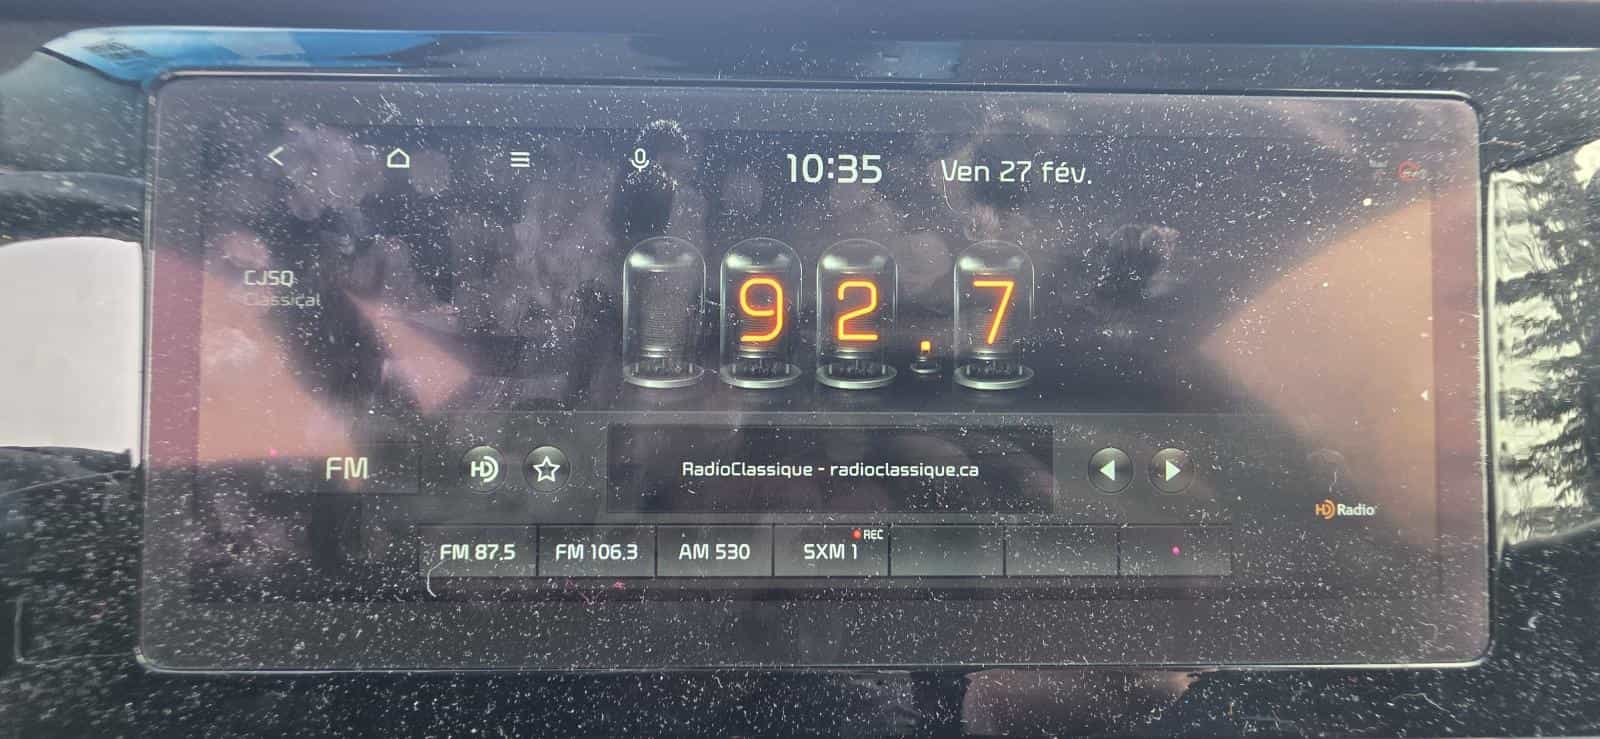 10:35 Ven 27 fév.
CJSQ
Classical
92.7
FM HD RadioClassique - radioclassique.ca
HD Radio
REC
FM 87.5 FM 106.3 AM 530 SXM 1